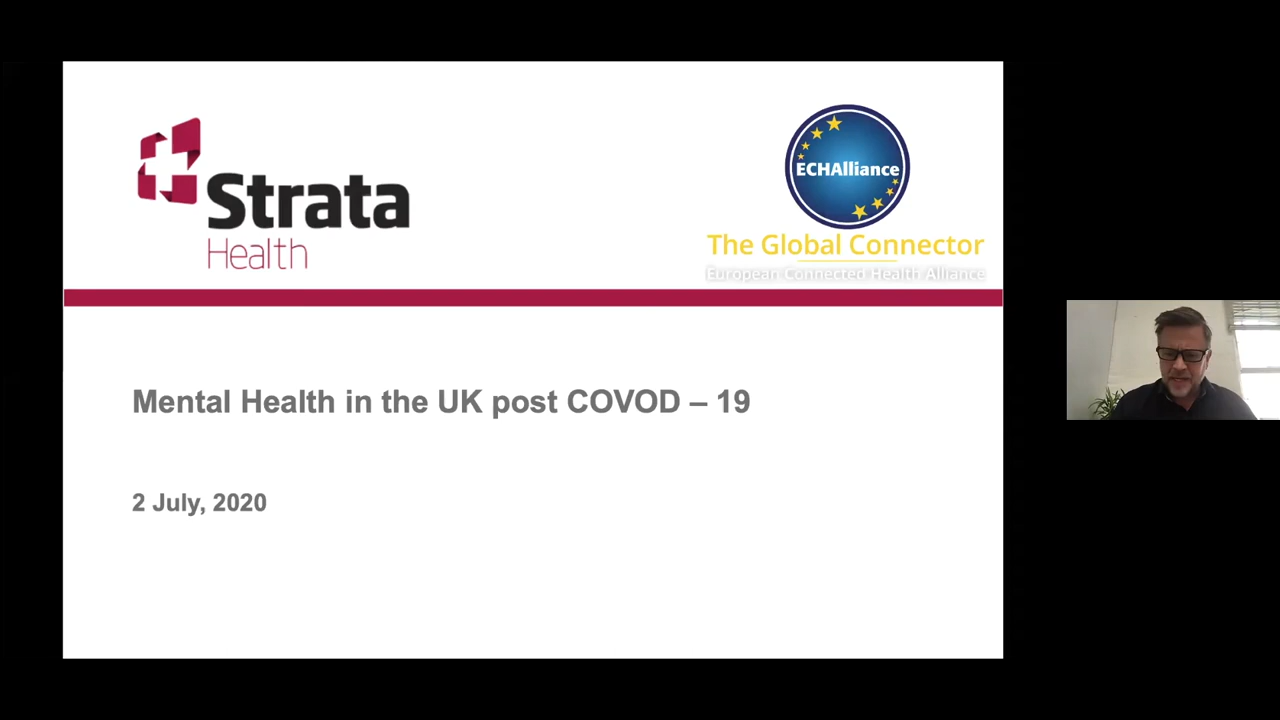 Strata
Health
ECHAlliance
The Global Connector
European Connected Health Alliance
Mental Health in the UK post COVOD – 19
2 July, 2020